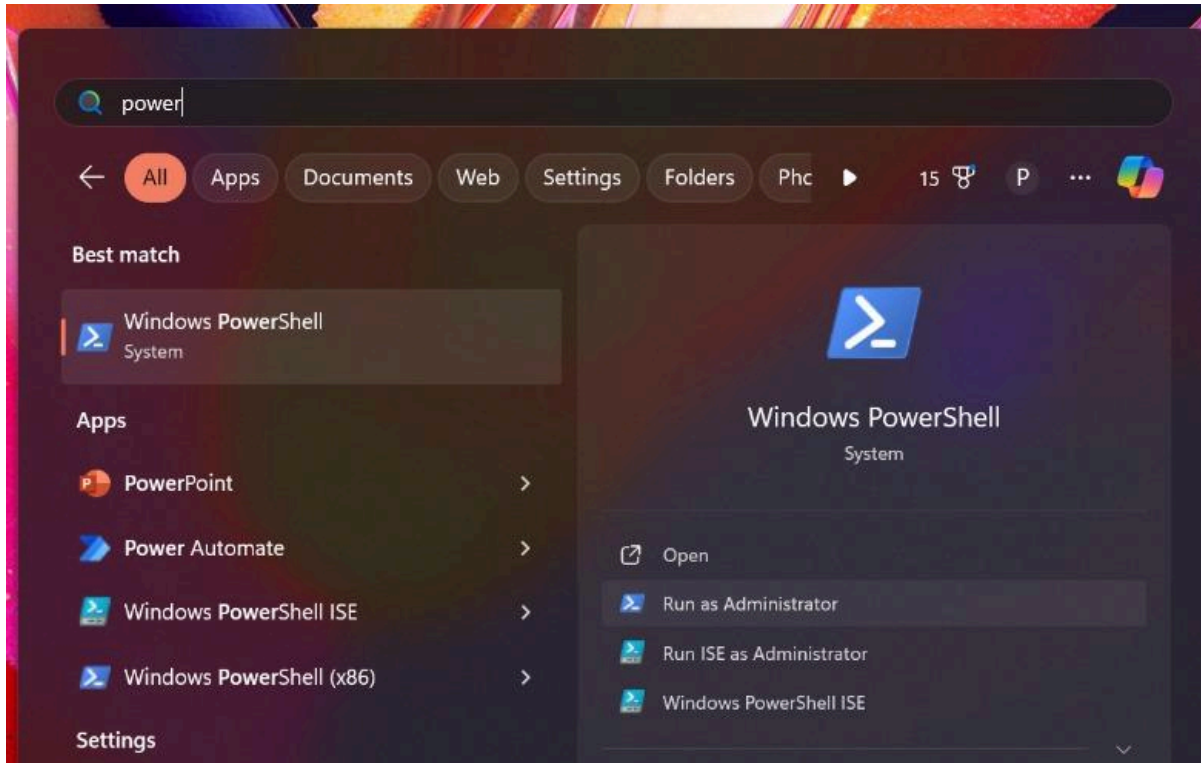 power
All Apps Documents Web Settings Folders Phc 15 P ...
Best match
Windows PowerShell
System
Apps
PowerPoint
Power Automate
Windows PowerShell ISE
Windows PowerShell (x86)
Settings
Windows PowerShell
System
Open
Run as Administrator
Run ISE as Administrator
Windows PowerShell ISE